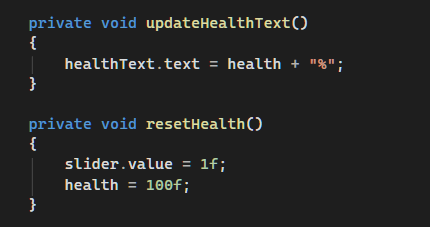 private void updateHealthText()
{
    healthText.text = health + "%";
}
private void resetHealth()
{
    slider.value = 1f;
    health = 100f;
}